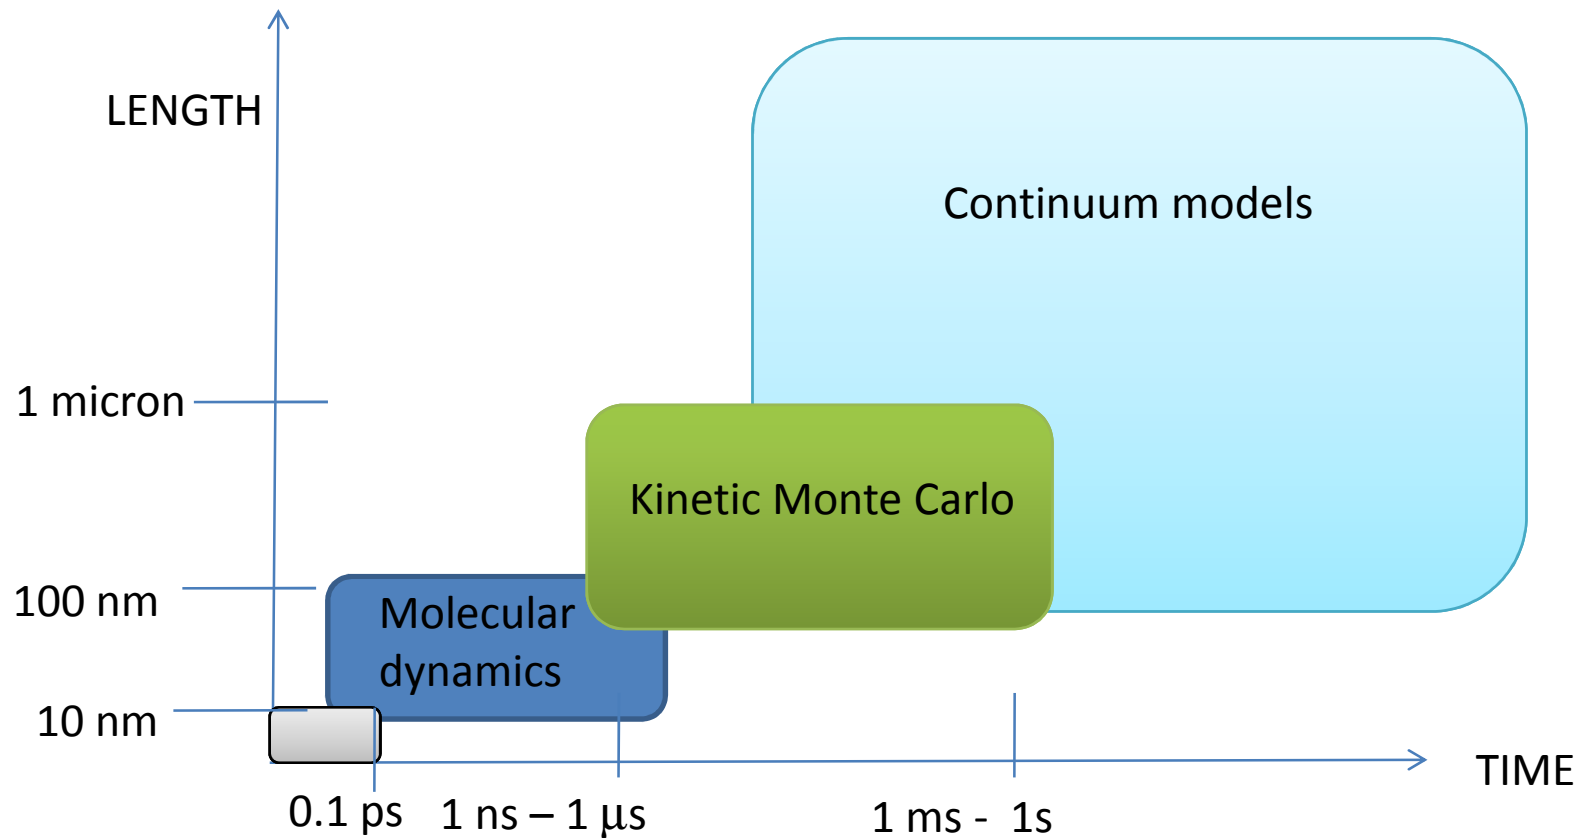 LENGTH
Continuum models
1 micron
Kinetic Monte Carlo
100 nm
Molecular
dynamics
10 nm
TIME
0.1 ps
1 ns – 1 μs
1 ms - 1s